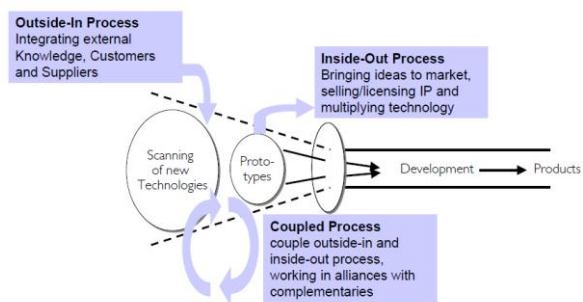 Outside-In Process
Integrating external
Knowledge, Customers
and Suppliers
Inside-Out Process
Bringing ideas to market,
selling/licensing IP and
multiplying technology
Scanning
of new
Technologies
Proto-
types
Development
Products
Coupled Process
couple outside-in and
inside-out process,
working in alliances with
complementaries